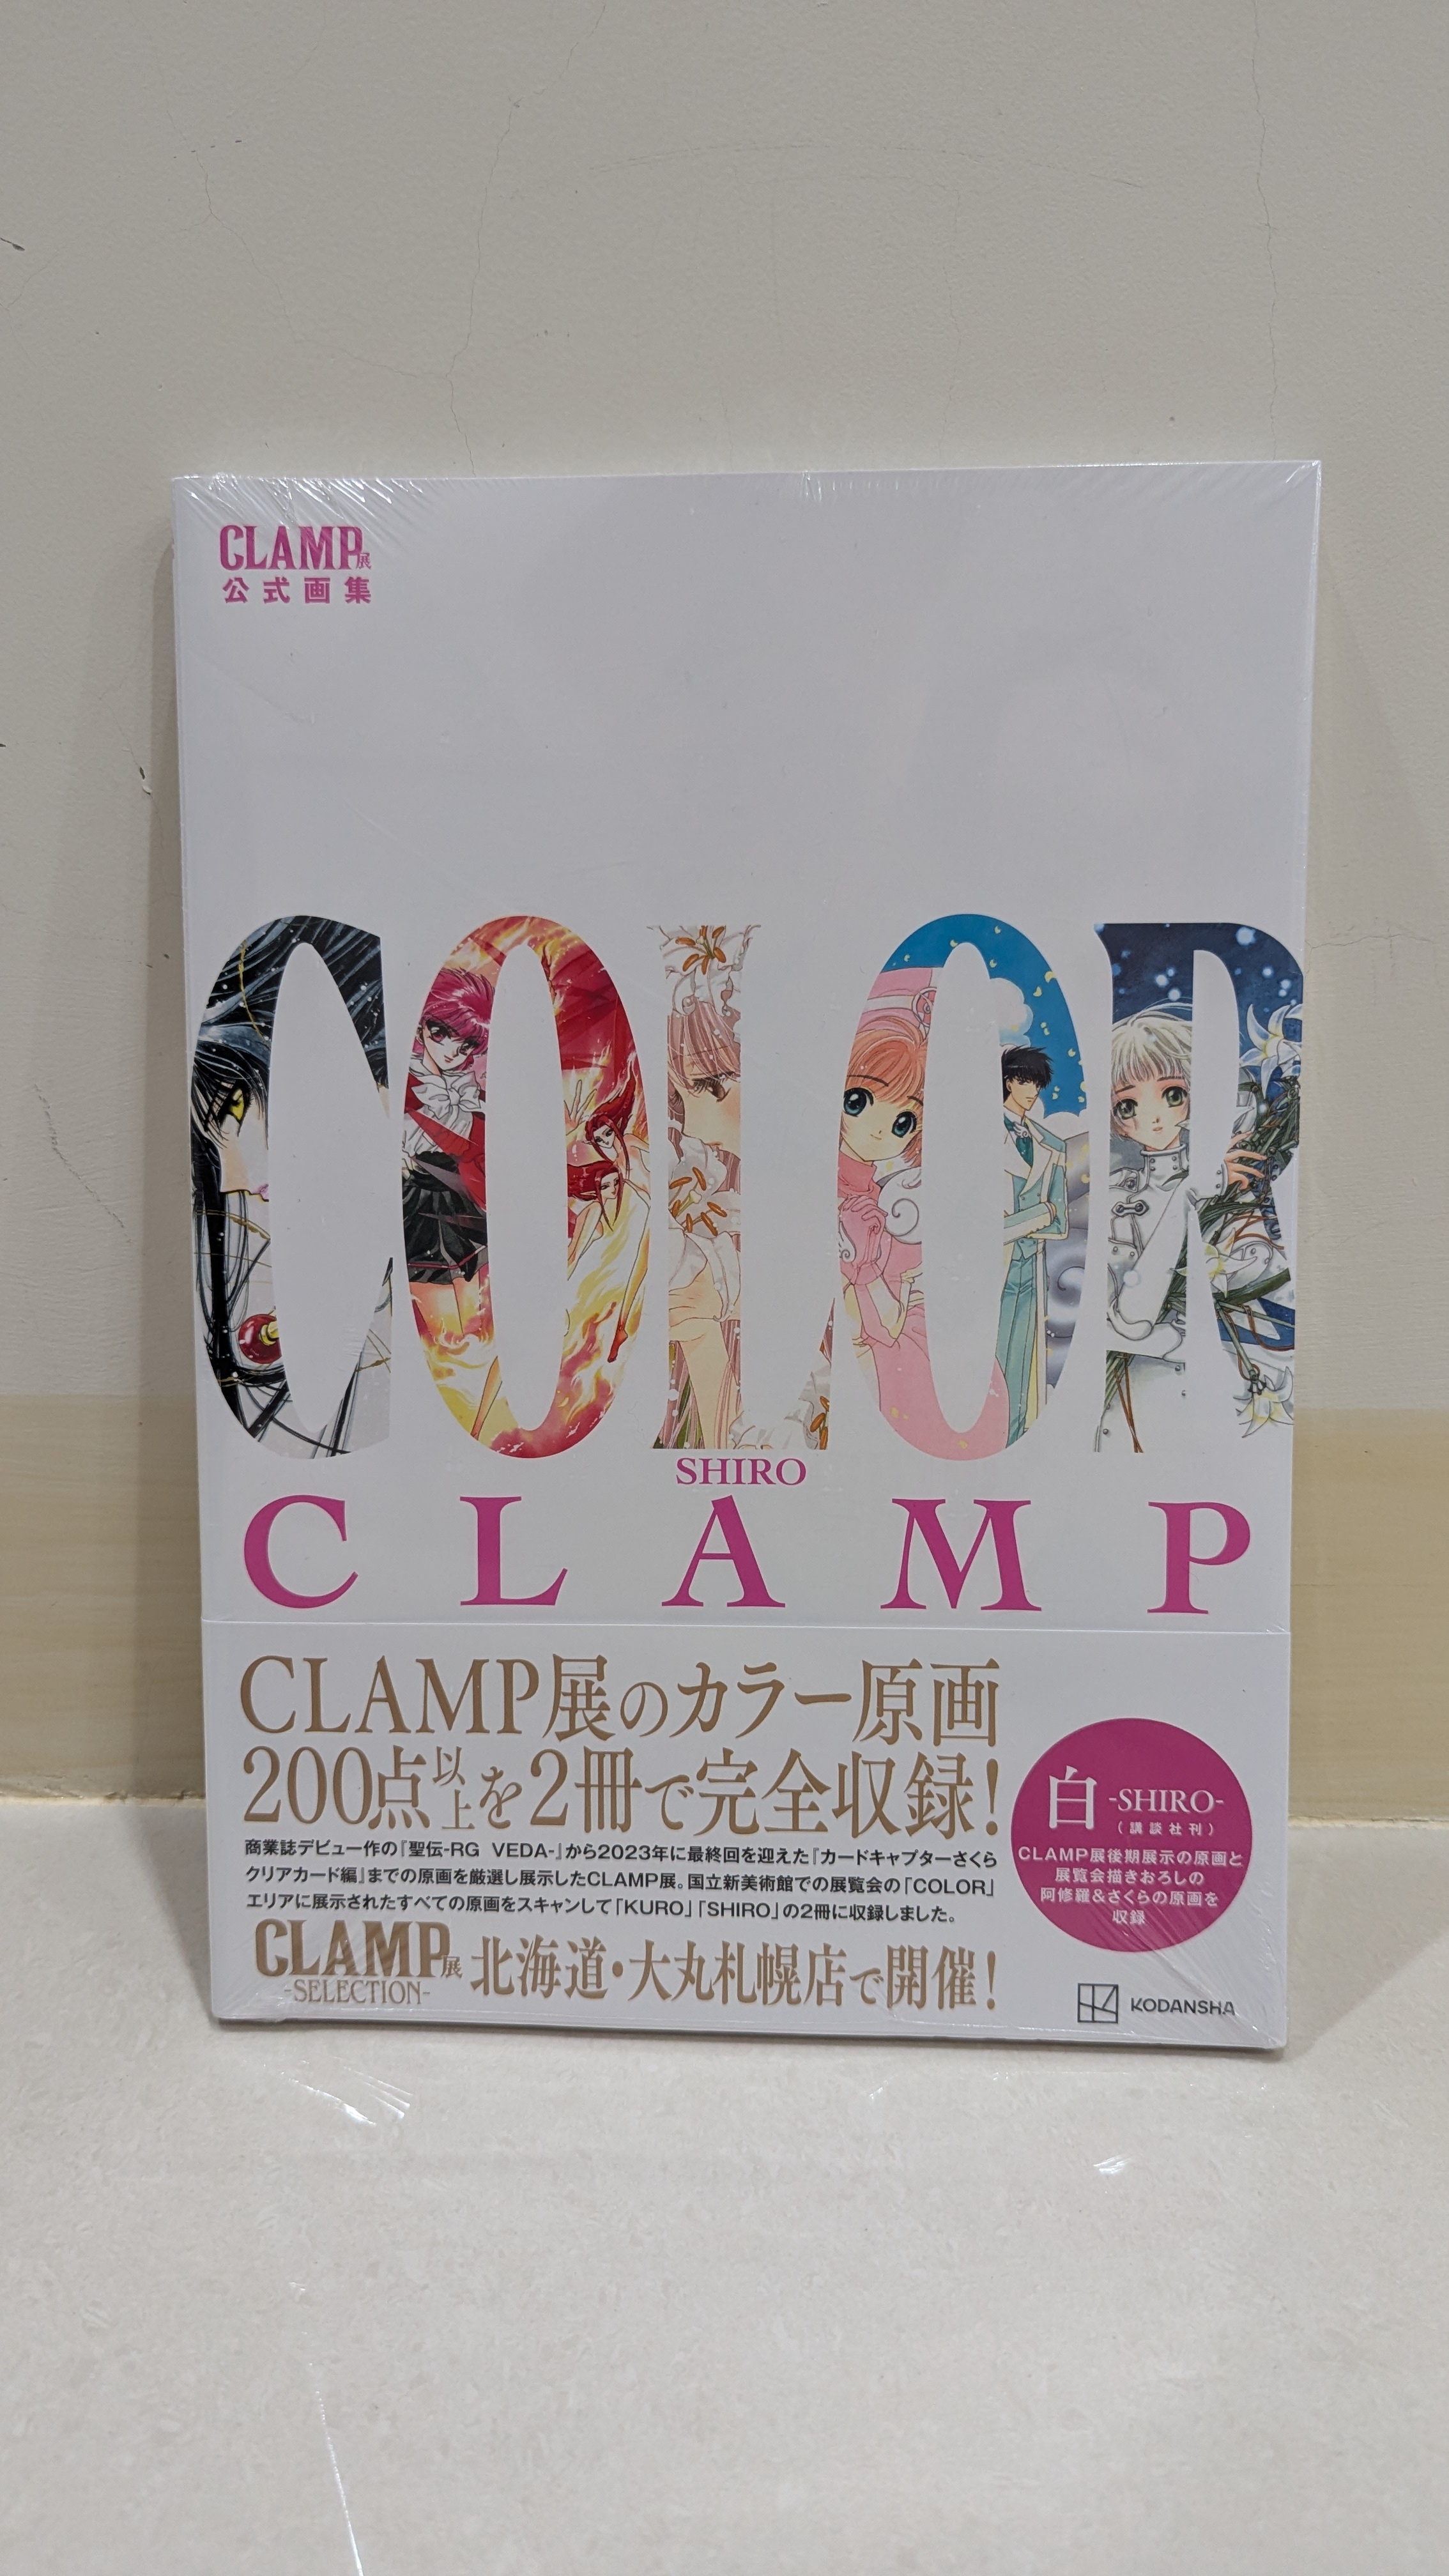 CLAMP展
公式画集
COLOR
SHIRO
CLAMP
CLAMP展のカラー原画
200点以上を2冊で完全収録!
商業誌デビュー作の『聖伝-RG VEDA-』から2023年に最終回を迎えた『カードキャプターさくら
クリアカード編』までの原画を厳選し展示したCLAMP展。国立新美術館での展覧会の「COLOR」
エリアに展示されたすべての原画をスキャンして「KURO」「SHIRO」の2冊に収録しました。
CLAMP展
-SELECTION-
北海道・大丸札幌店で開催!
白-SHIRO-
(講談社刊)
CLAMP展後期展示の原画と
展覧会描きおろしの
阿修羅&さくらの原画を
収録
KODANSHA